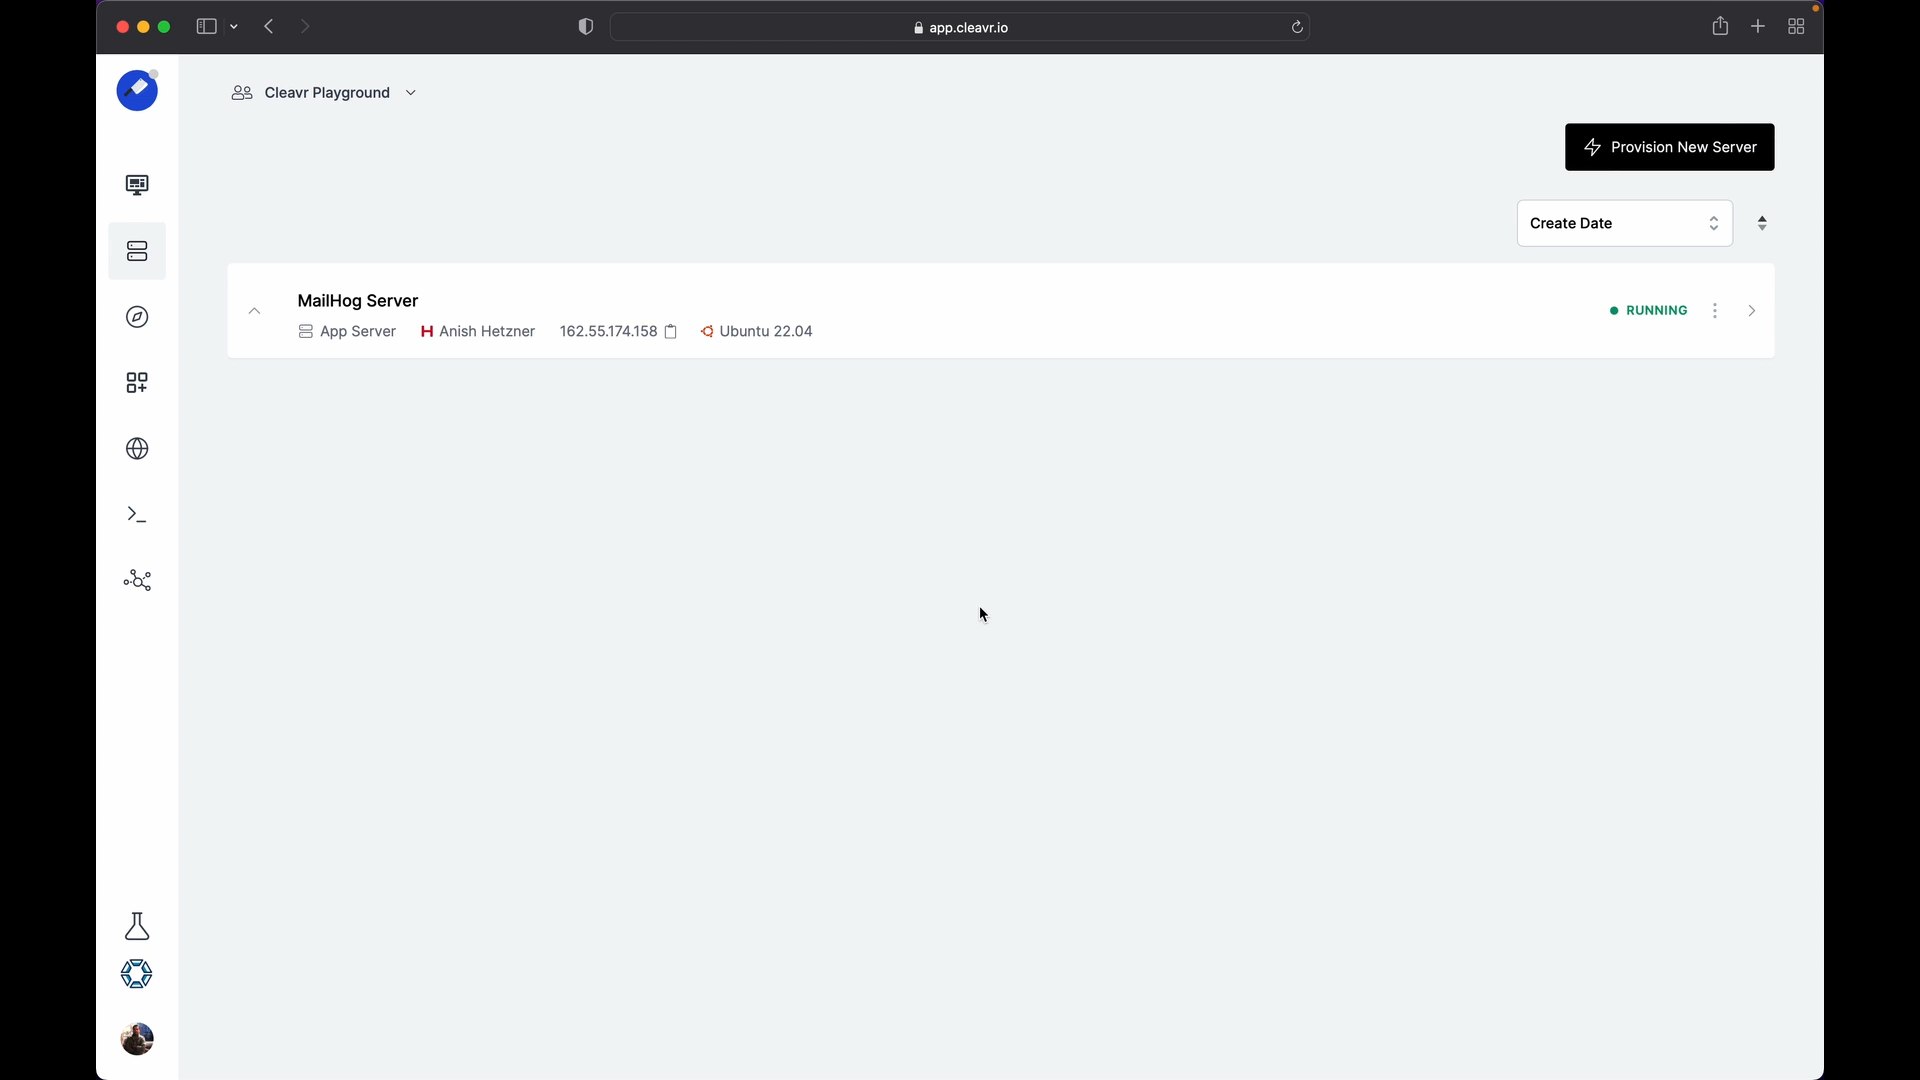 app.cleavr.io
Cleavr Playground
Provision New Server
Create Date
MailHog Server
App Server H Anish Hetzner 162.55.174.158 Ubuntu 22.04
RUNNING